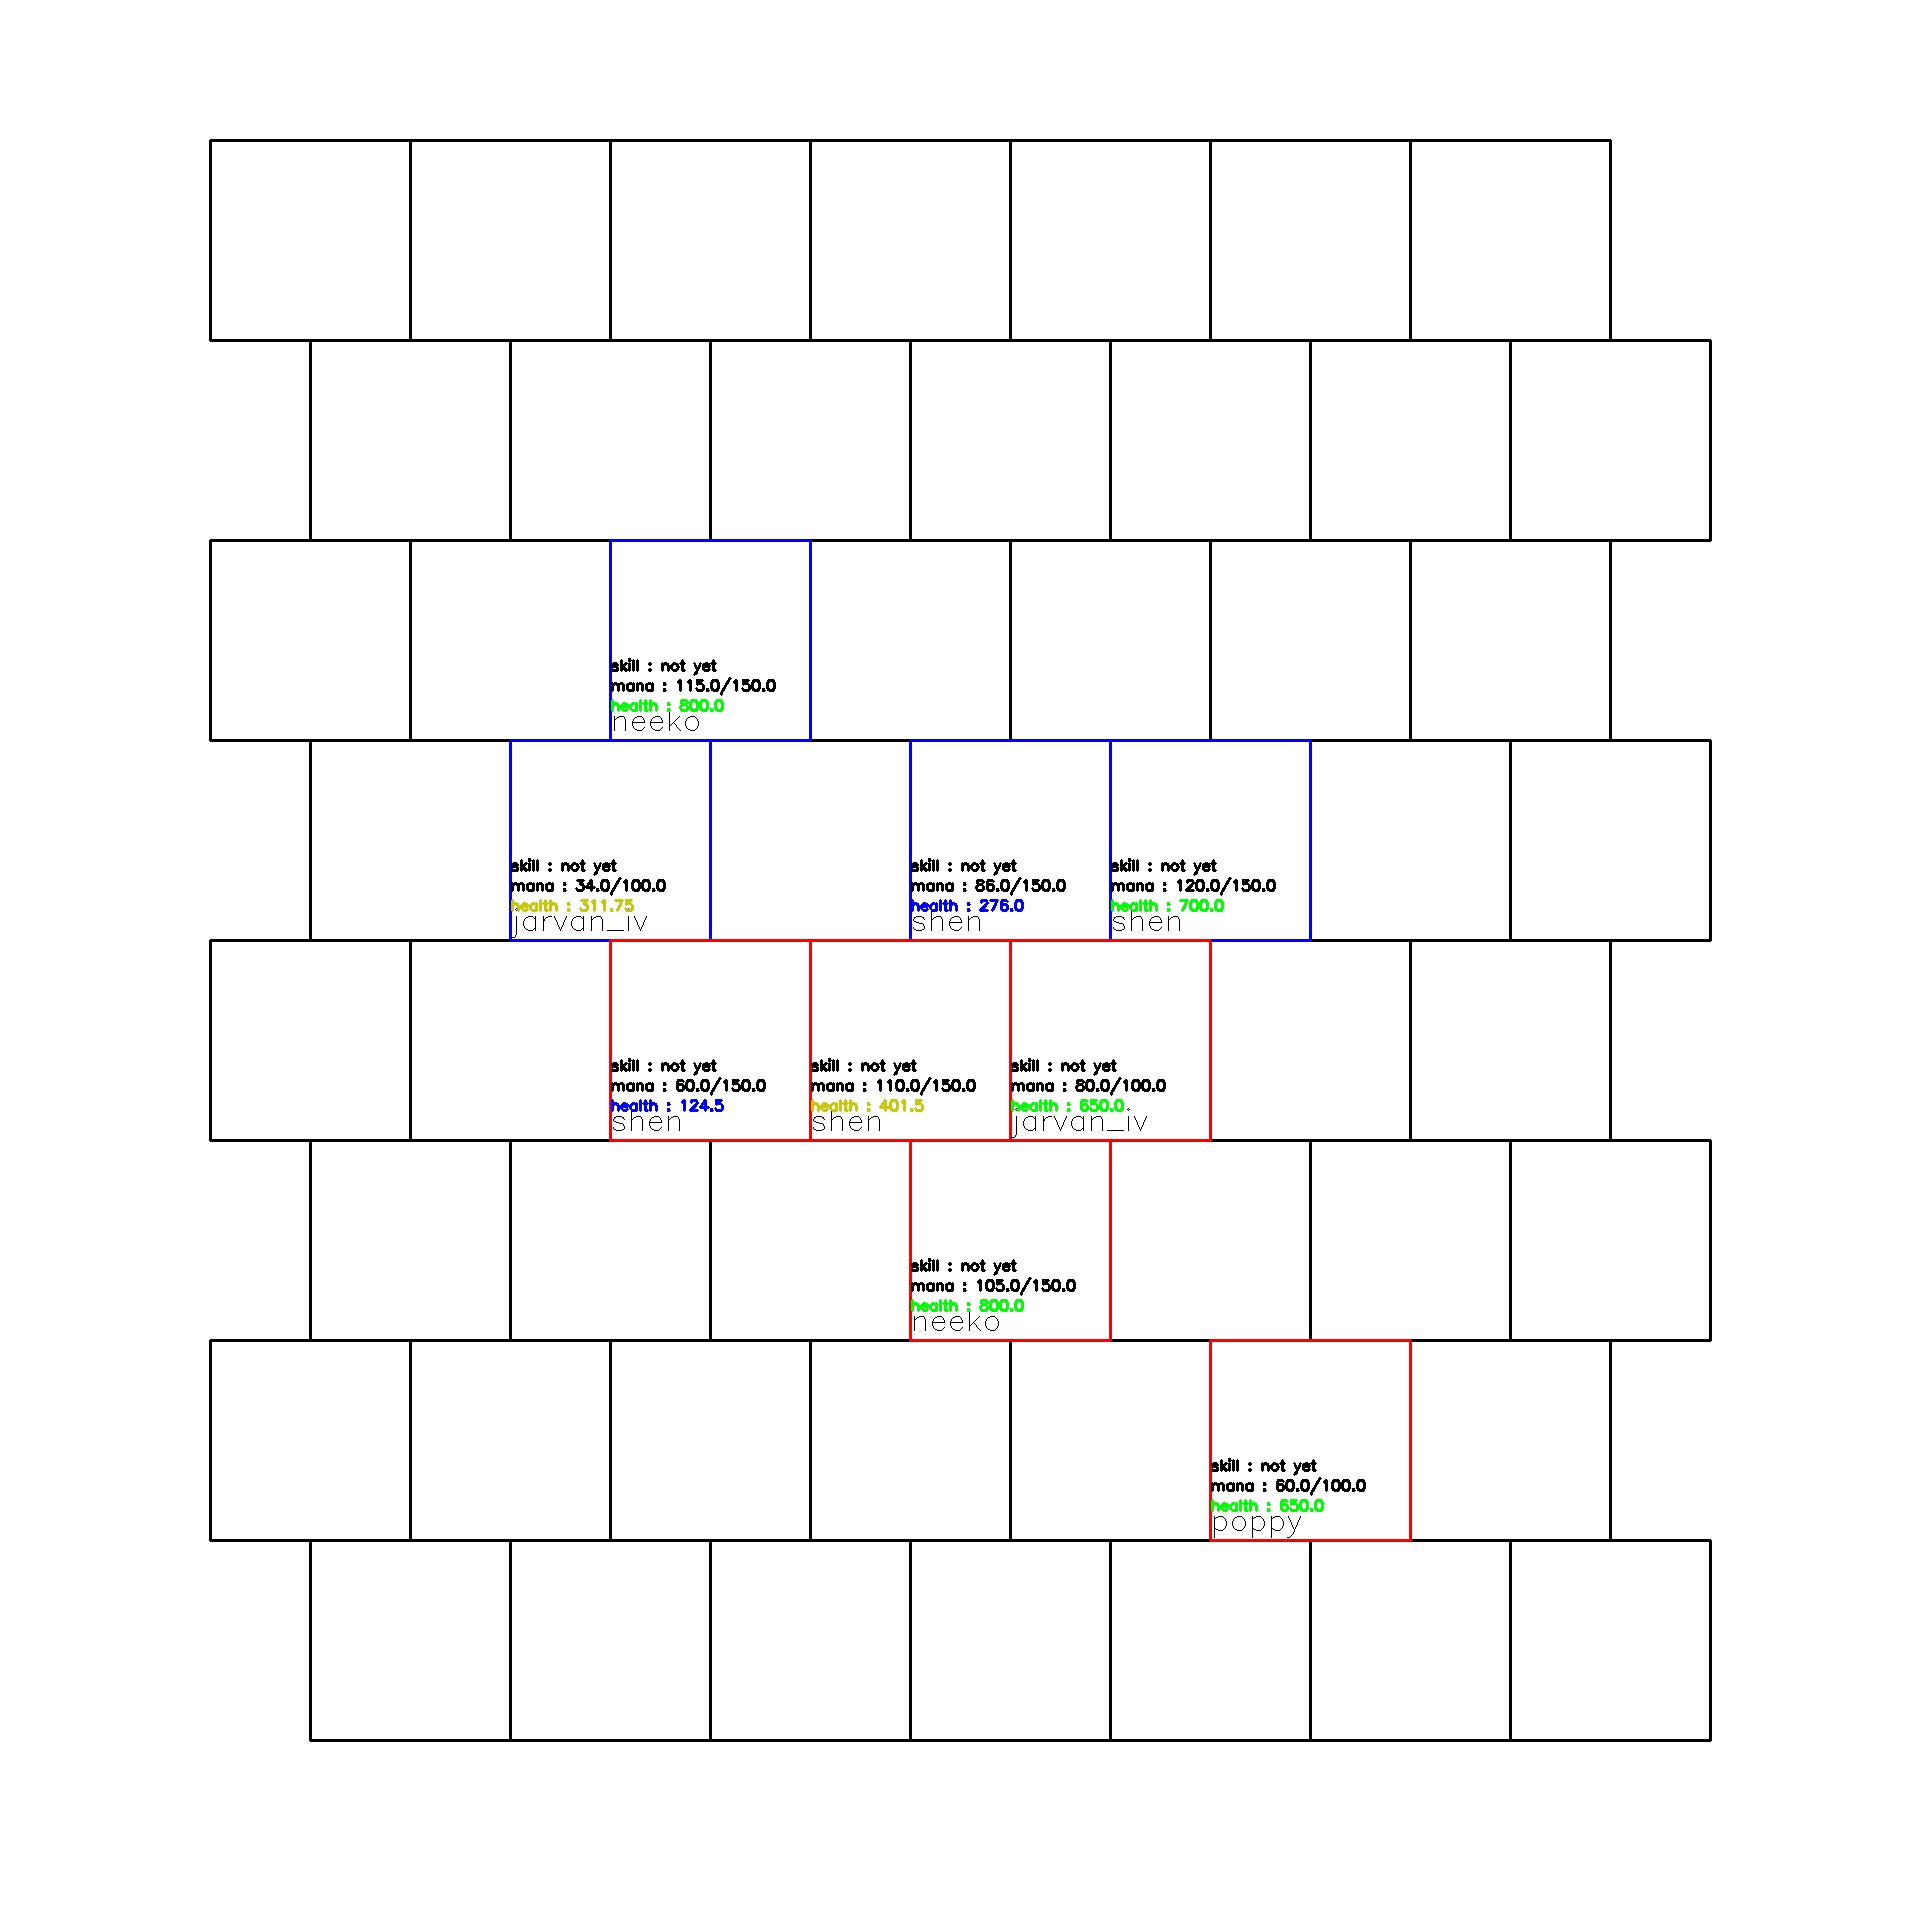 skill : not yet
mana : 115.0/150.0
health : 800.0
neeko
skill : not yet
mana : 34.0/100.0
health : 311.75
jarvan_iv
skill : not yet
mana : 86.0/150.0
health : 276.0
shen
skill : not yet
mana : 120.0/150.0
health : 700.0
shen
skill : not yet
mana : 60.0/150.0
health : 124.5
shen
skill : not yet
mana : 110.0/150.0
health : 401.5
shen
skill : not yet
mana : 80.0/100.0
health : 650.0
jarvan_iv
skill : not yet
mana : 105.0/150.0
health : 800.0
neeko
skill : not yet
mana : 60.0/100.0
health : 650.0
poppy